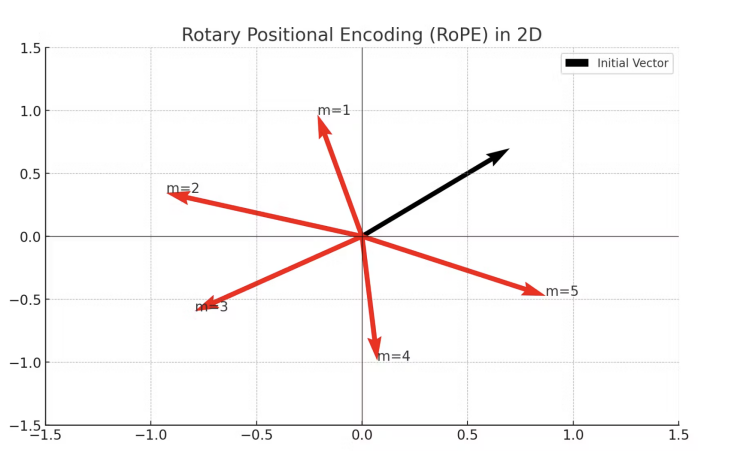 Rotary Positional Encoding (RoPE) in 2D
1.5
Initial Vector
1.0
m=1
0.5
m=2
0.0
m=5
−0.5
m=3
m=4
−1.0
−1.5
−1.5 −1.0 −0.5 0.0 0.5 1.0 1.5